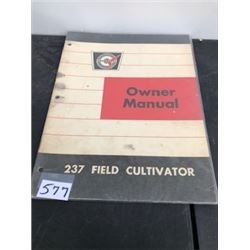 Owner
Manual
237 FIELD CULTIVATOR
577